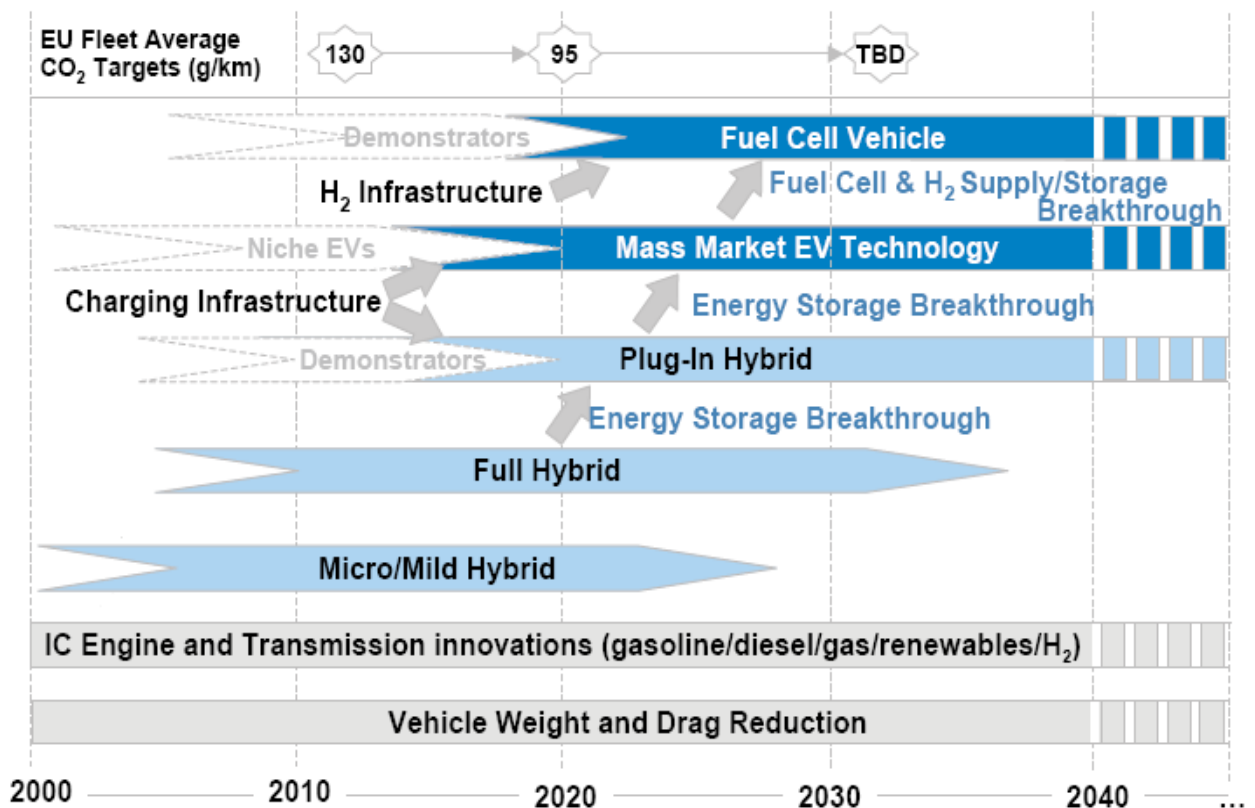 EU Fleet Average
CO₂ Targets (g/km)
130
95
TBD
Demonstrators
Fuel Cell Vehicle
H₂ Infrastructure
Fuel Cell & H₂ Supply/Storage
Breakthrough
Niche EVs
Mass Market EV Technology
Charging Infrastructure
Energy Storage Breakthrough
Demonstrators
Plug-In Hybrid
Energy Storage Breakthrough
Full Hybrid
Micro/Mild Hybrid
IC Engine and Transmission innovations (gasoline/diesel/gas/renewables/H₂)
Vehicle Weight and Drag Reduction
2000 2010 2020 2030 2040 ...